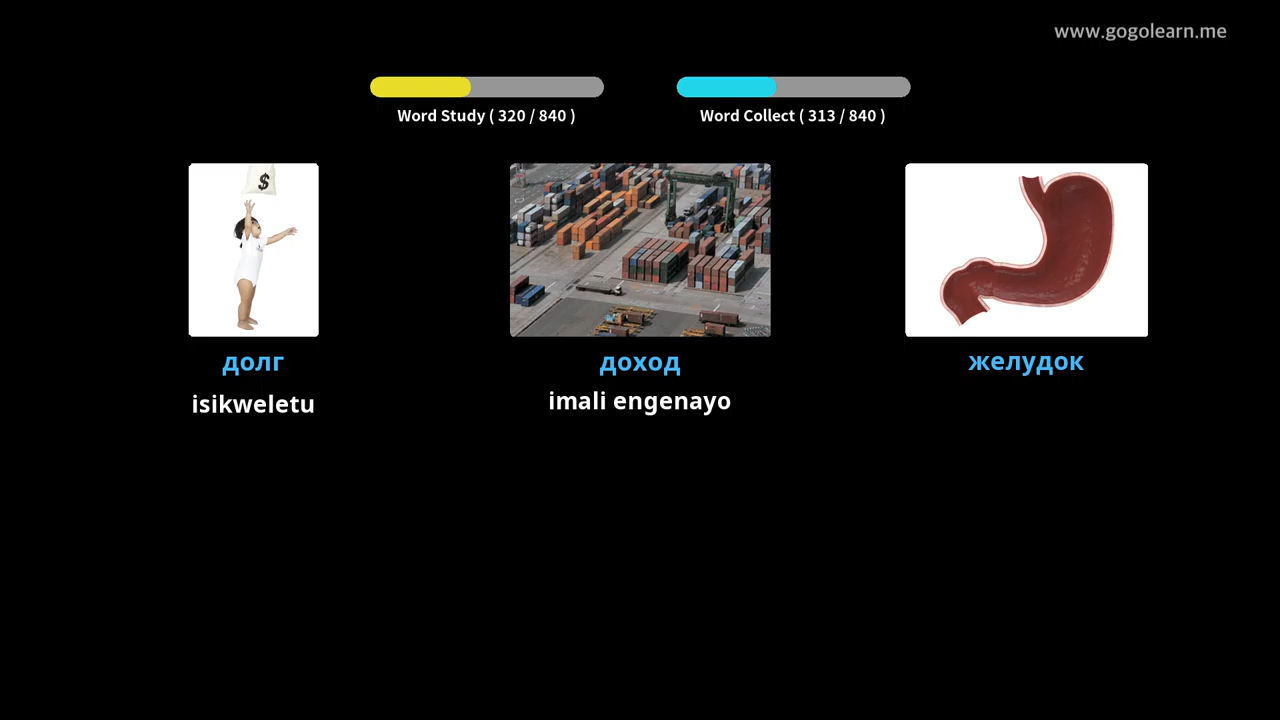 www.gogolearn.me
Word Study ( 320 / 840 )
Word Collect ( 313 / 840 )
$
долг
доход
желудок
isikweletu
imali engenayo